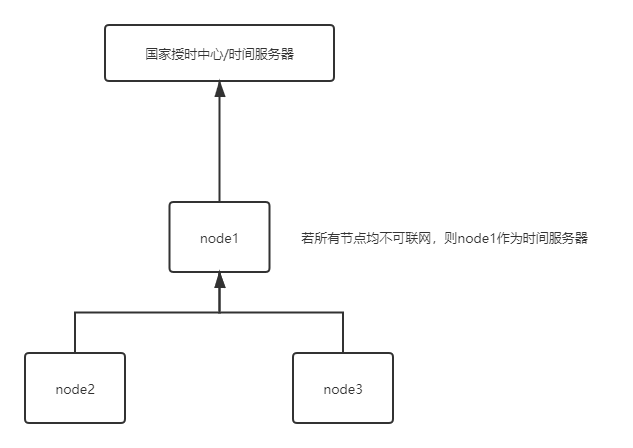 国家授时中心/时间服务器
node1
若所有节点均不可联网，则node1作为时间服务器
node2
node3